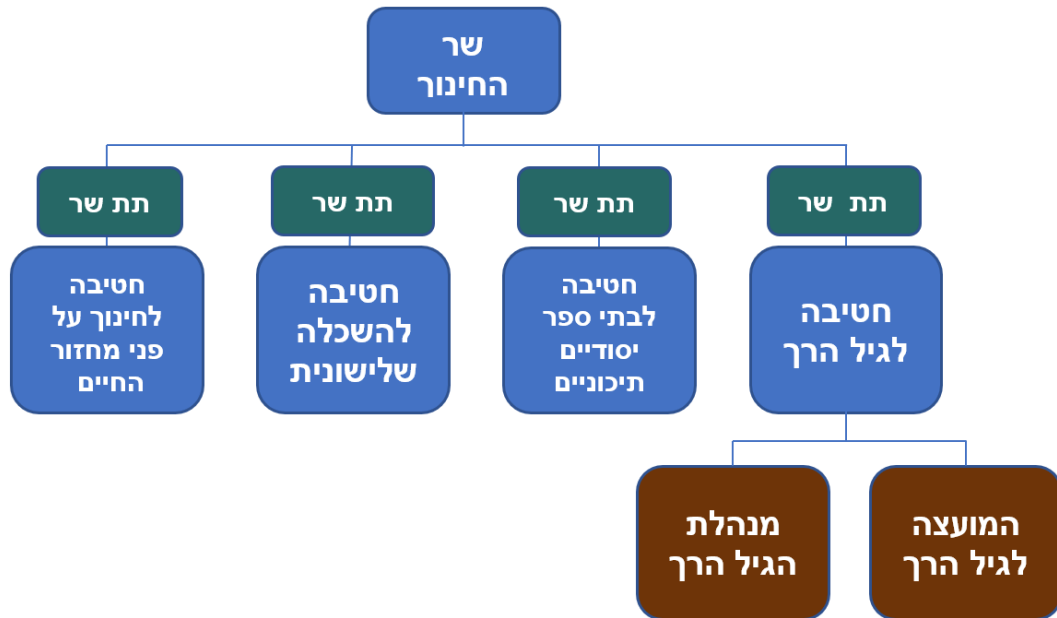 שר
החינוך
תת שר
תת שר
תת שר
תת שר
חטיבה
לגיל הרך
חטיבה
לבתי ספר
יסודיים
תיכוניים
חטיבה
להשכלה
שלישונית
חטיבה
לחינוך על
פני מחזור
החיים
המועצה
לגיל הרך
מנהלת
הגיל הרך